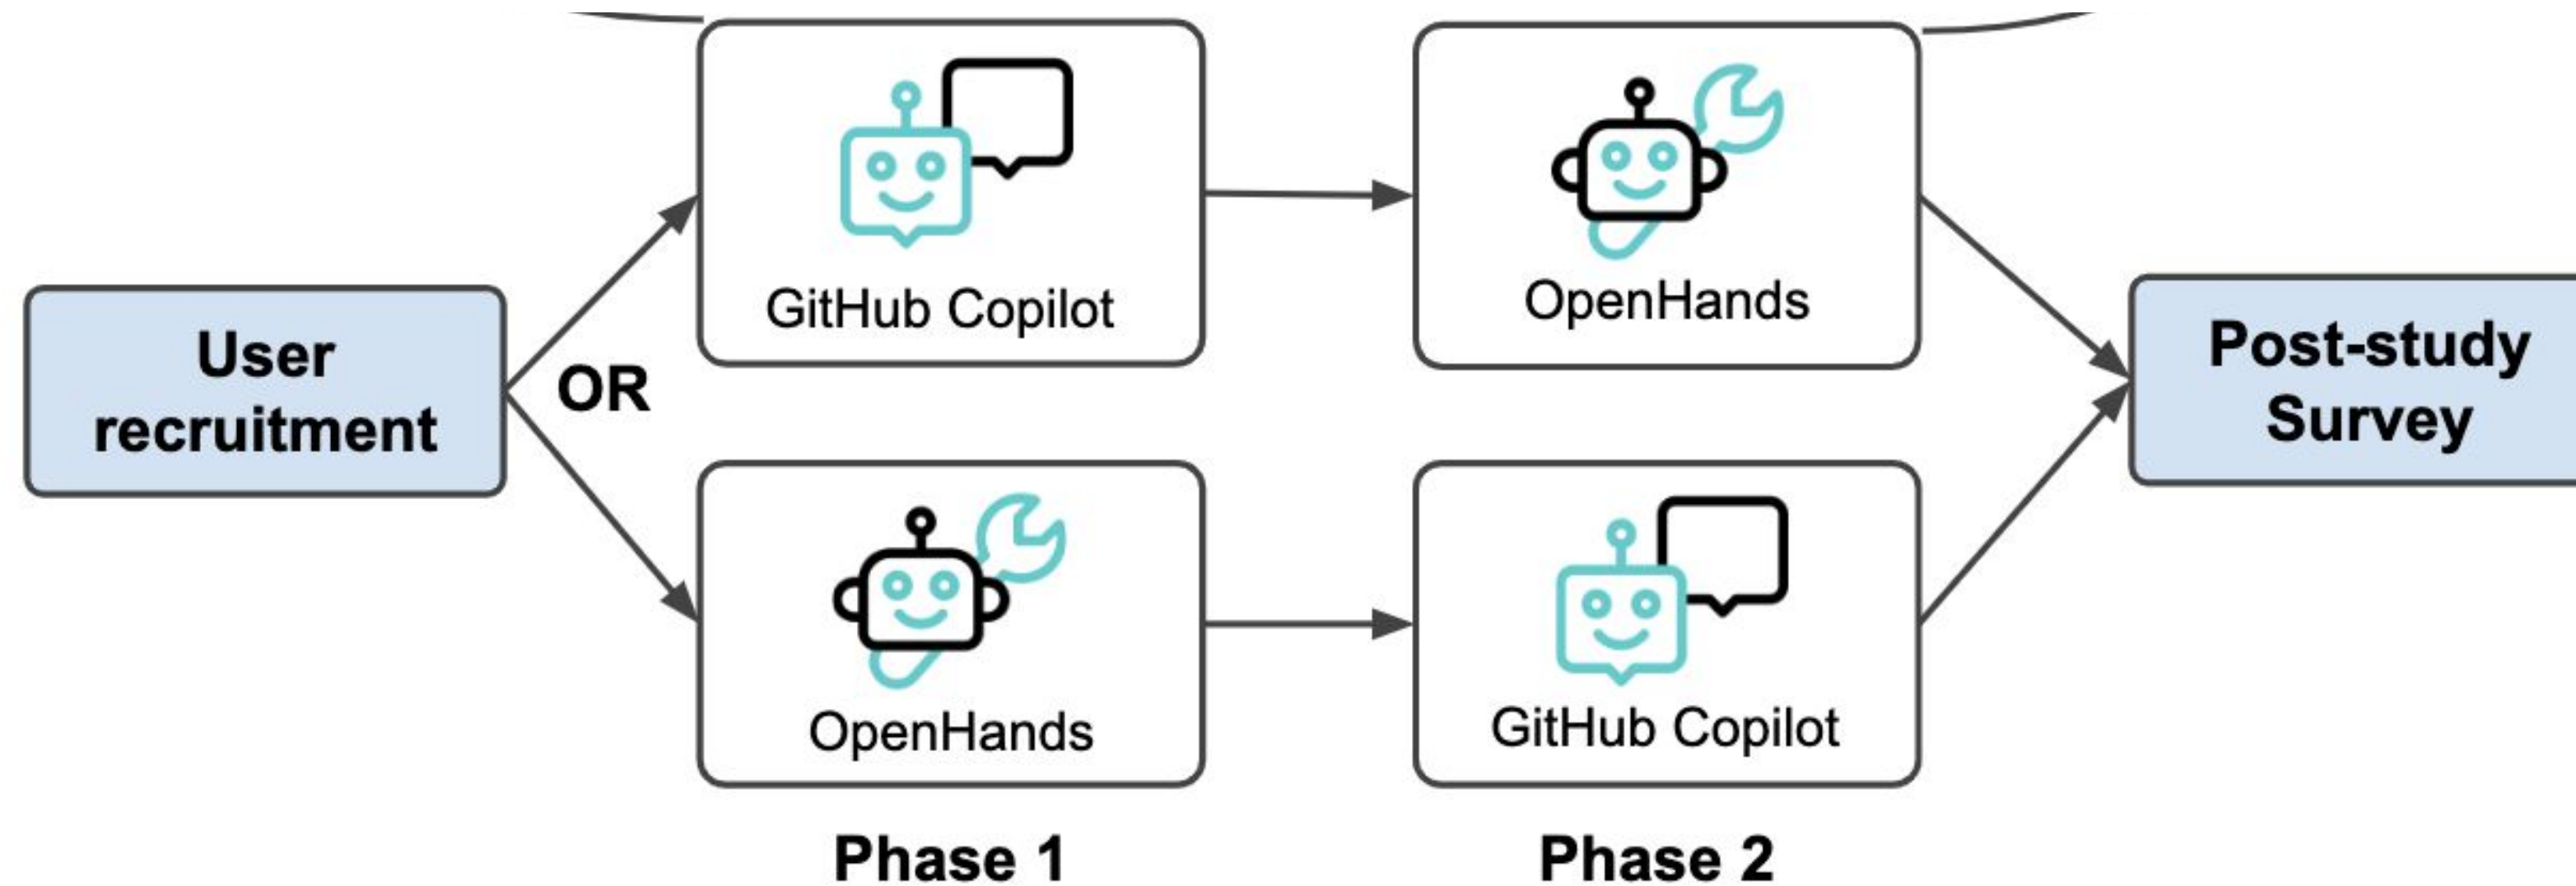 User
recruitment
OR
GitHub Copilot
OpenHands
OpenHands
GitHub Copilot
Post-study
Survey
Phase 1
Phase 2